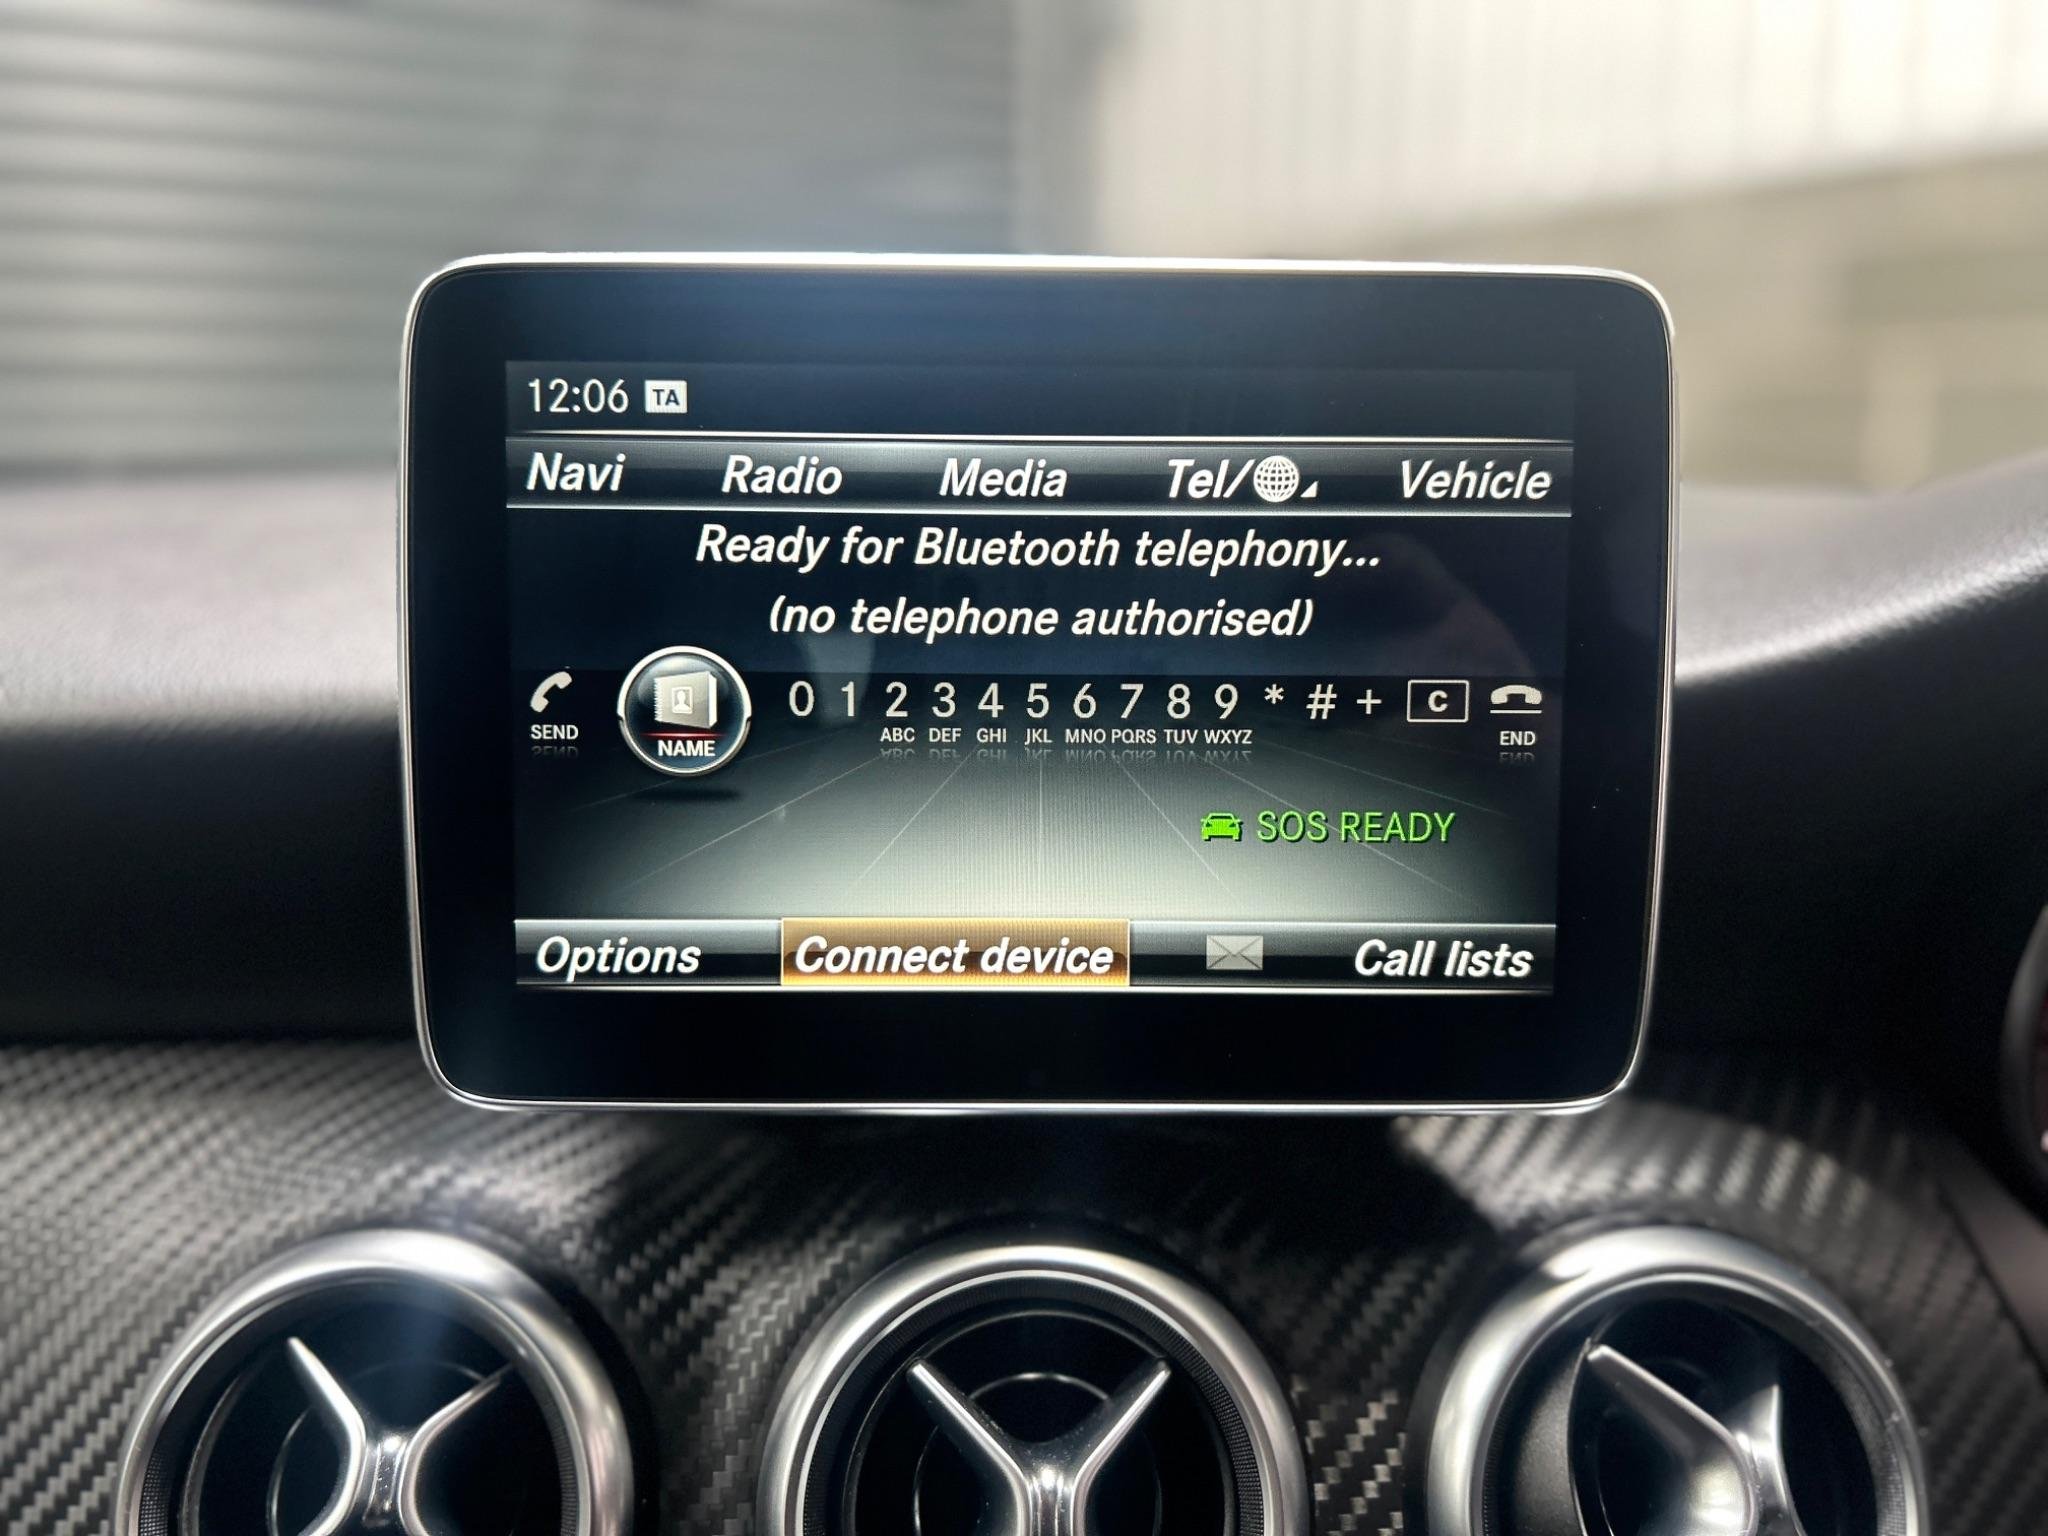 12:06 TA
Navi Radio Media Tel/ Vehicle
Ready for Bluetooth telephony...
(no telephone authorised)
0 1 2 3 4 5 6 7 8 9 * # + C
SEND NAME ABC DEF GHI JKL MNO PQRS TUV WXYZ END
SOS READY
Options Connect device Call lists